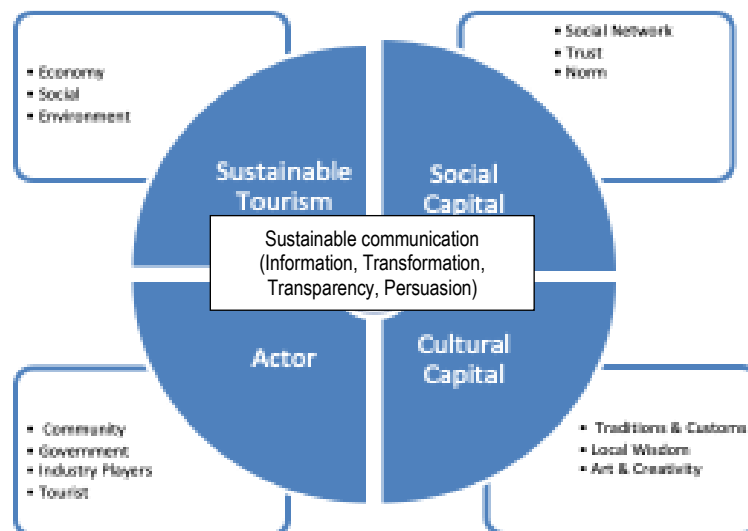 • Economy
• Social
• Environment
• Social Network
• Trust
• Norm
Sustainable
Tourism
Social
Capital
Sustainable communication
(Information, Transformation,
Transparency, Persuasion)
Actor
Cultural
Capital
• Community
• Government
• Industry Players
• Tourist
• Traditions & Customs
• Local Wisdom
• Art & Creativity